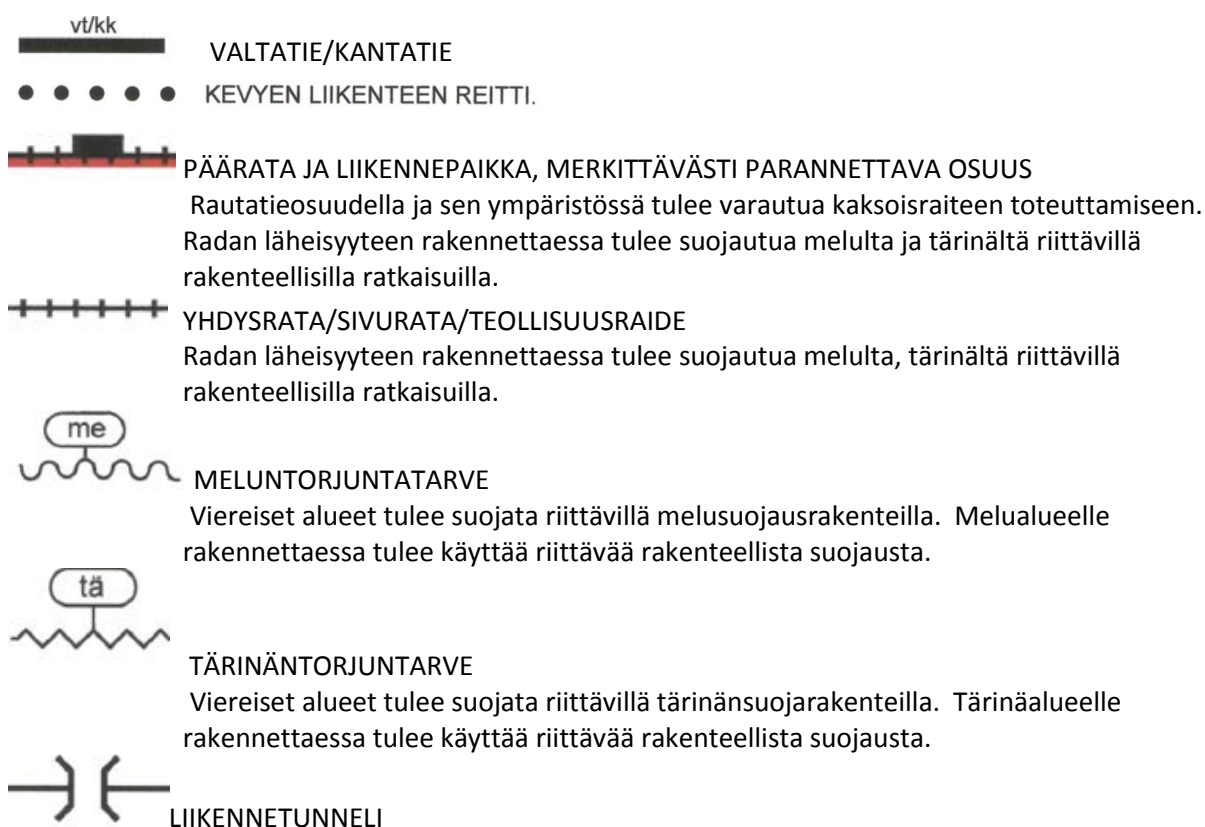 vt/kk
VALTATIE/KANTATIE
KEVYEN LIIKENTEEN REITTI.
PÄÄRATA JA LIIKENNEPAIKKA, MERKITTÄVÄSTI PARANNETTAVA OSUUS
Rautatieosuudella ja sen ympäristössä tulee varautua kaksoisraiteen toteuttamiseen.
Radan läheisyyteen rakennettaessa tulee suojautua melulta ja tärinältä riittävillä
rakenteellisilla ratkaisuilla.
YHDYSRATA/SIVURATA/TEOLLISUUSRAIDE
Radan läheisyyteen rakennettaessa tulee suojautua melulta, tärinältä riittävillä
rakenteellisilla ratkaisuilla.
me
MELUNTORJUNTATARVE
Viereiset alueet tulee suojata riittävillä melusuojausrakenteilla. Melualueelle
rakennettaessa tulee käyttää riittävää rakenteellista suojausta.
tä
TÄRINÄNTORJUNTARVE
Viereiset alueet tulee suojata riittävillä tärinänsuojarakenteilla. Tärinäalueelle
rakennettaessa tulee käyttää riittävää rakenteellista suojausta.
LIIKENNETUNNELI